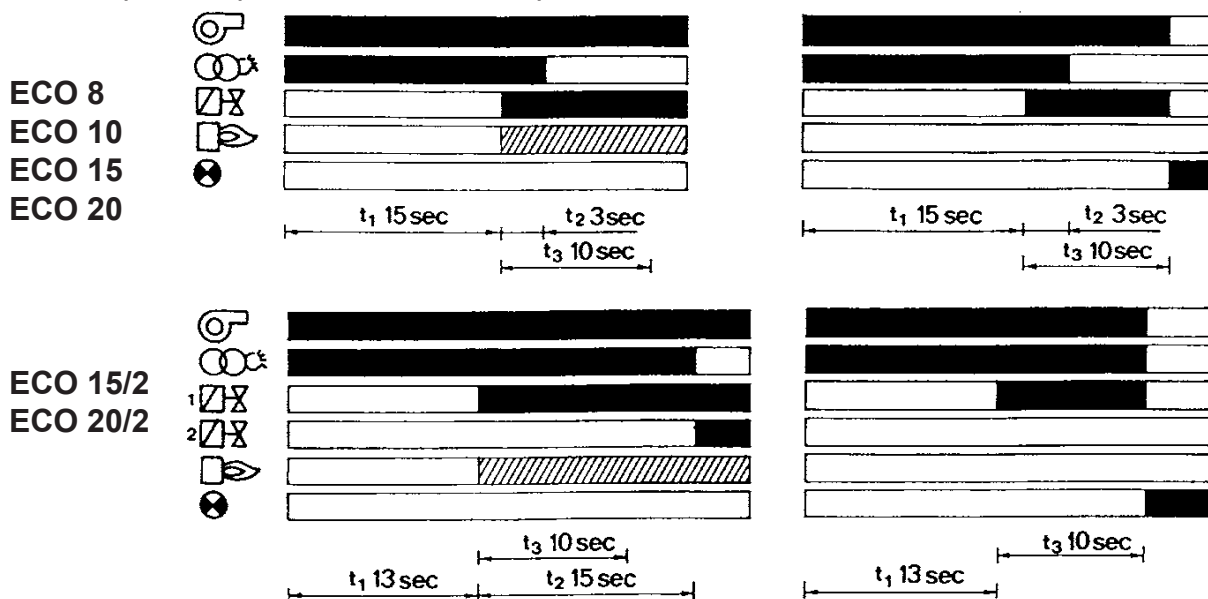 ECO 8
ECO 10
ECO 15
ECO 20
t₁ 15 sec t₂ 3 sec
t₃ 10 sec
t₁ 15 sec t₂ 3 sec
t₃ 10 sec
ECO 15/2
ECO 20/2
1
2
t₃ 10 sec
t₁ 13 sec t₂ 15 sec
t₃ 10 sec
t₁ 13 sec